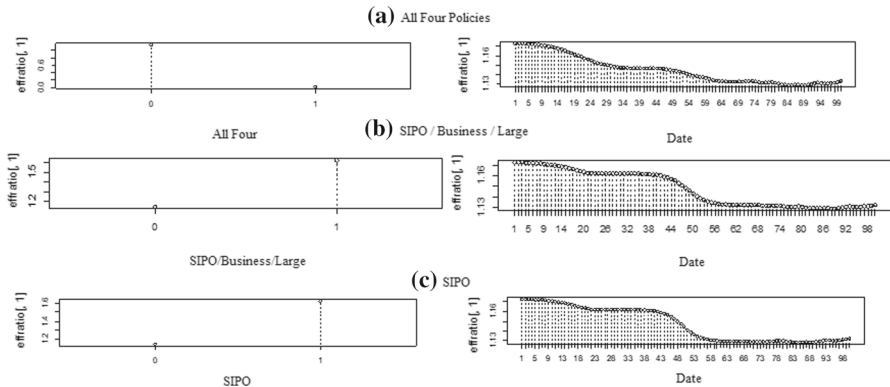 (a) All Four Policies
effratio[, 1]
0.0 0.6
0 1
All Four
effratio[, 1]
1.13 1.16
1 5 9 14 19 24 29 34 39 44 49 54 59 64 69 74 79 84 89 94 99
Date
(b) SIPO / Business / Large
effratio[, 1]
1.2 1.5
0 1
SIPO/Business/Large
effratio[, 1]
1.13 1.16
1 5 9 14 20 26 32 38 44 50 56 62 68 74 80 86 92 98
Date
(c) SIPO
effratio[, 1]
1.2 1.4 1.6
0 1
SIPO
effratio[, 1]
1.13 1.16
1 5 9 13 18 23 28 33 38 43 48 53 58 63 68 73 78 83 88 93 98
Date